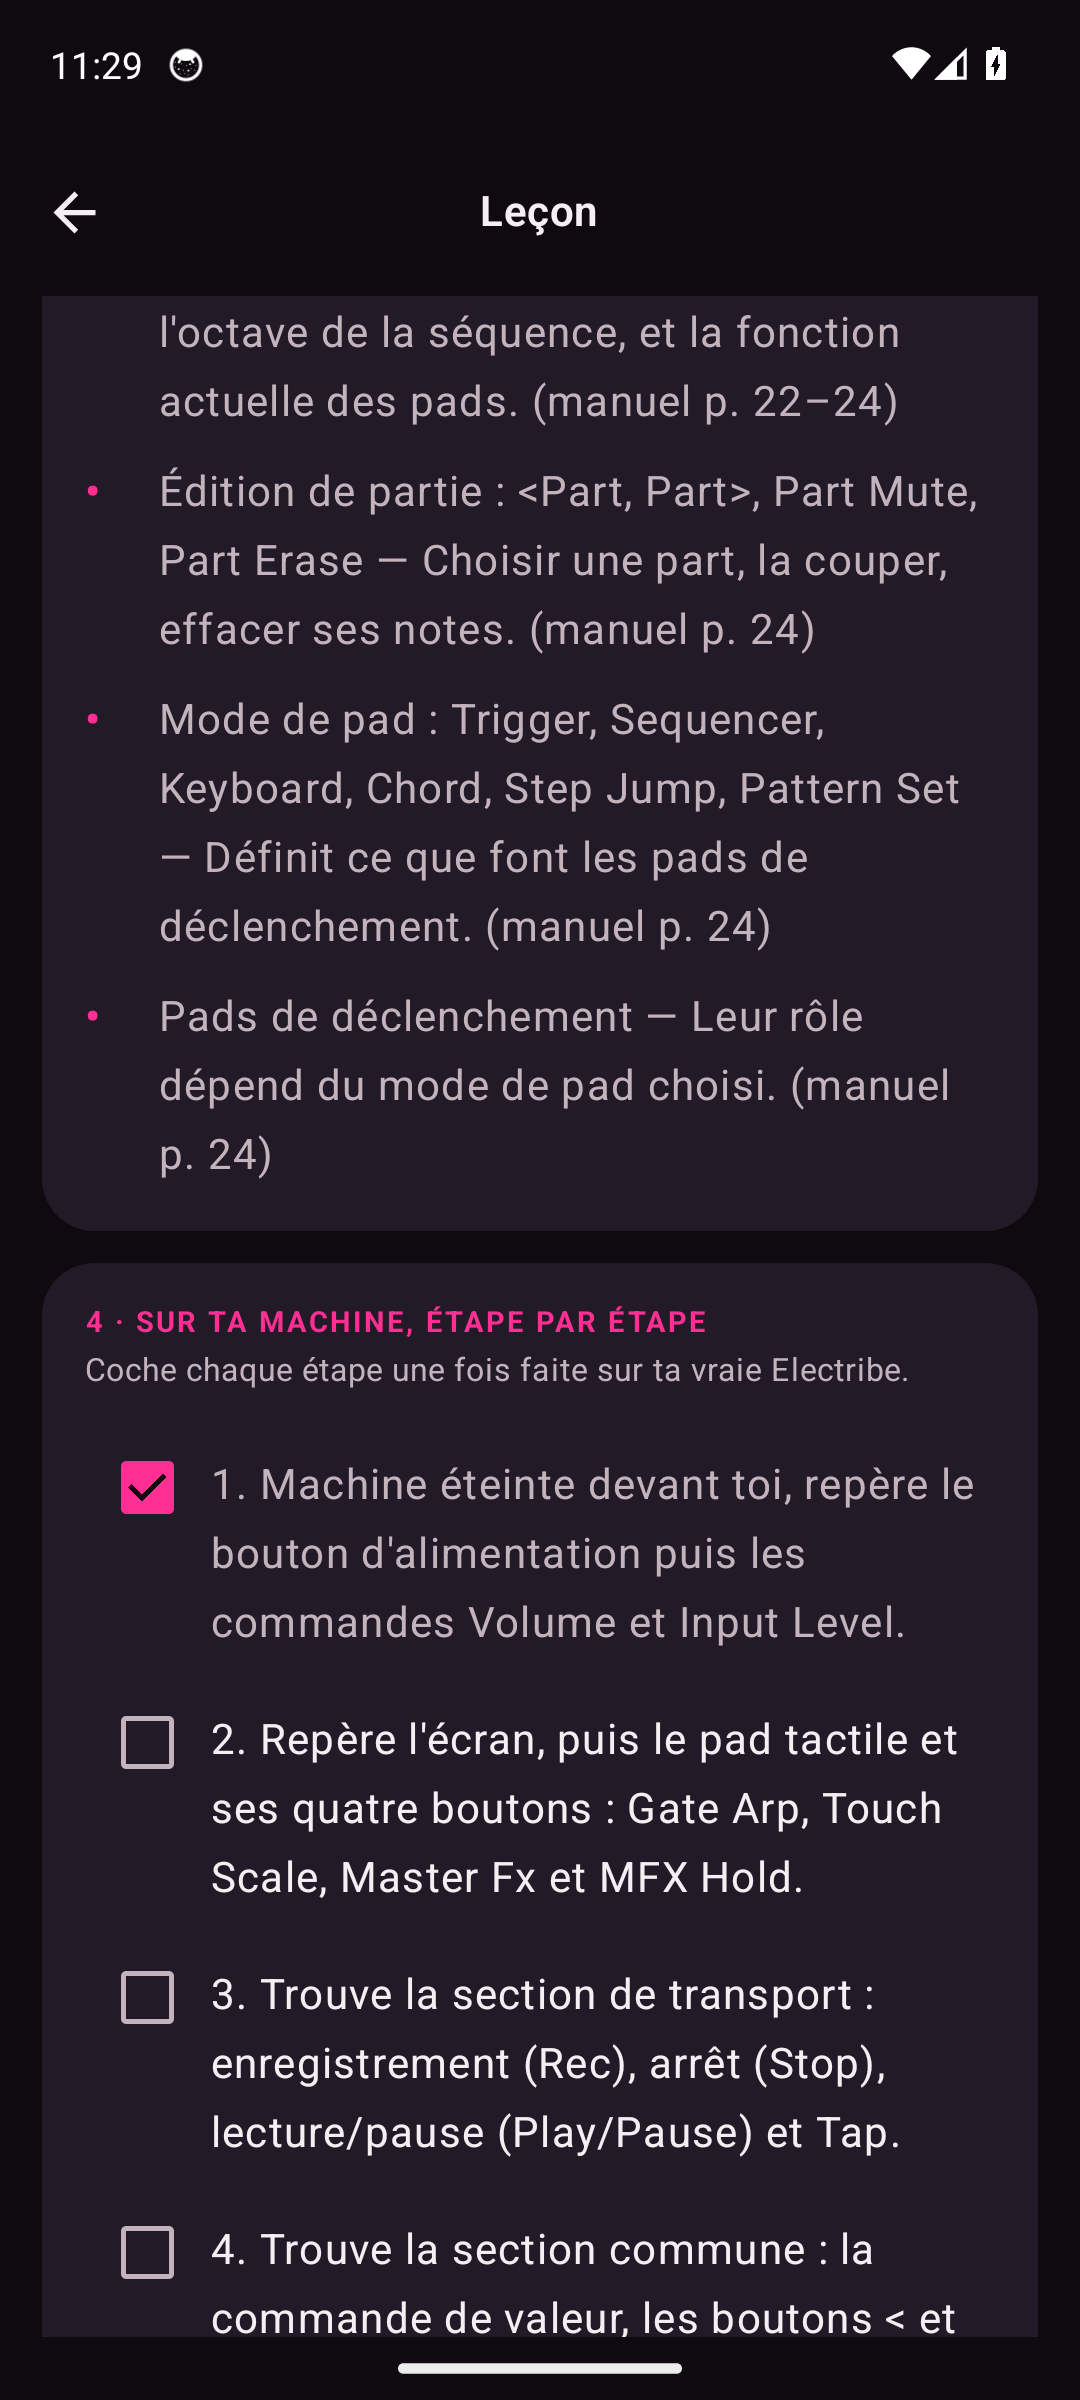 11:29
Leçon
l'octave de la séquence, et la fonction
actuelle des pads. (manuel p. 22–24)
• Édition de partie : <Part, Part>, Part Mute,
Part Erase — Choisir une part, la couper,
effacer ses notes. (manuel p. 24)
• Mode de pad : Trigger, Sequencer,
Keyboard, Chord, Step Jump, Pattern Set
— Définit ce que font les pads de
déclenchement. (manuel p. 24)
• Pads de déclenchement — Leur rôle
dépend du mode de pad choisi. (manuel
p. 24)
4 · SUR TA MACHINE, ÉTAPE PAR ÉTAPE
Coche chaque étape une fois faite sur ta vraie Electribe.
1. Machine éteinte devant toi, repère le
bouton d'alimentation puis les
commandes Volume et Input Level.
2. Repère l'écran, puis le pad tactile et
ses quatre boutons : Gate Arp, Touch
Scale, Master Fx et MFX Hold.
3. Trouve la section de transport :
enregistrement (Rec), arrêt (Stop),
lecture/pause (Play/Pause) et Tap.
4. Trouve la section commune : la
commande de valeur, les boutons < et